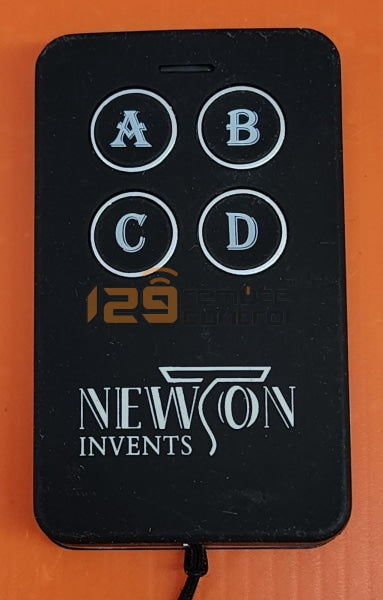 A B
C D
129 remote control
NEWTON
INVENTS